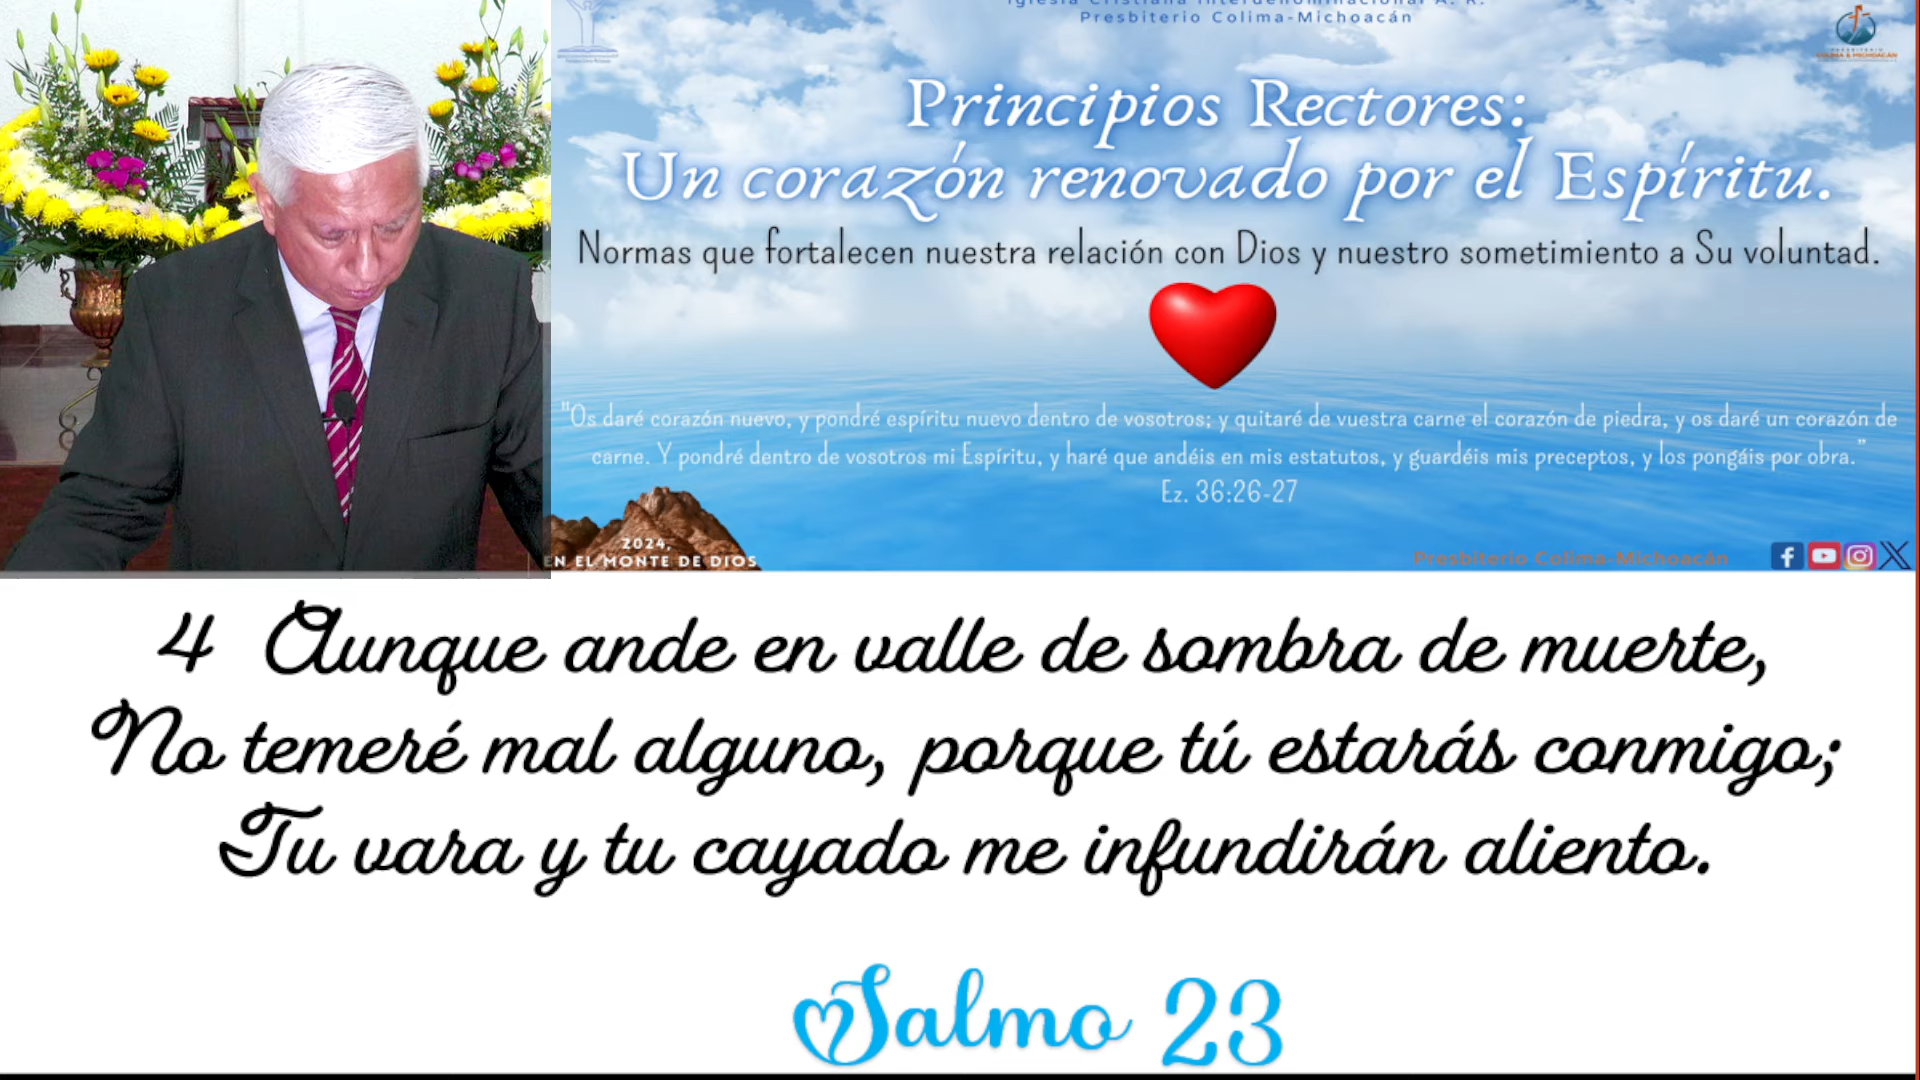 Iglesia Cristiana Interdenominacional A. R.
Presbiterio Colima-Michoacán
Principios Rectores:
Un corazón renovado por el Espíritu.
Normas que fortalecen nuestra relación con Dios y nuestro sometimiento a Su voluntad.
"Os daré corazón nuevo, y pondré espíritu nuevo dentro de vosotros; y quitaré de vuestra carne el corazón de piedra, y os daré un corazón de
carne. Y pondré dentro de vosotros mi Espíritu, y haré que andéis en mis estatutos, y guardéis mis preceptos, y los pongáis por obra.”
Ez. 36:26-27
2024,
EN EL MONTE DE DIOS
Presbiterio Colima-Michoacán
4 Aunque ande en valle de sombra de muerte,
No temeré mal alguno, porque tú estarás conmigo;
Tu vara y tu cayado me infundirán aliento.
Salmo 23